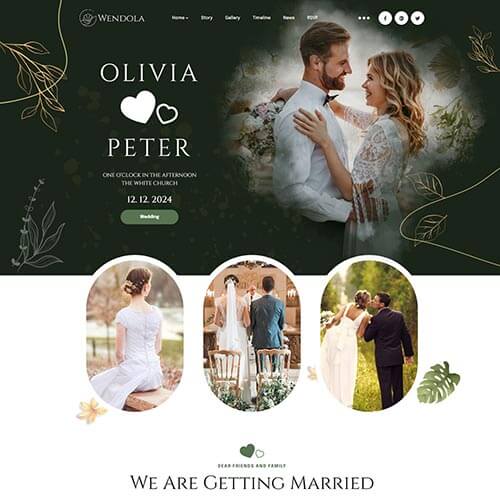 WENDOLA
Home Story Gallery Timeline News RSVP
OLIVIA
PETER
ONE O'CLOCK IN THE AFTERNOON
THE WHITE CHURCH
12. 12. 2024
Wedding
DEAR FRIENDS AND FAMILY
WE ARE GETTING MARRIED